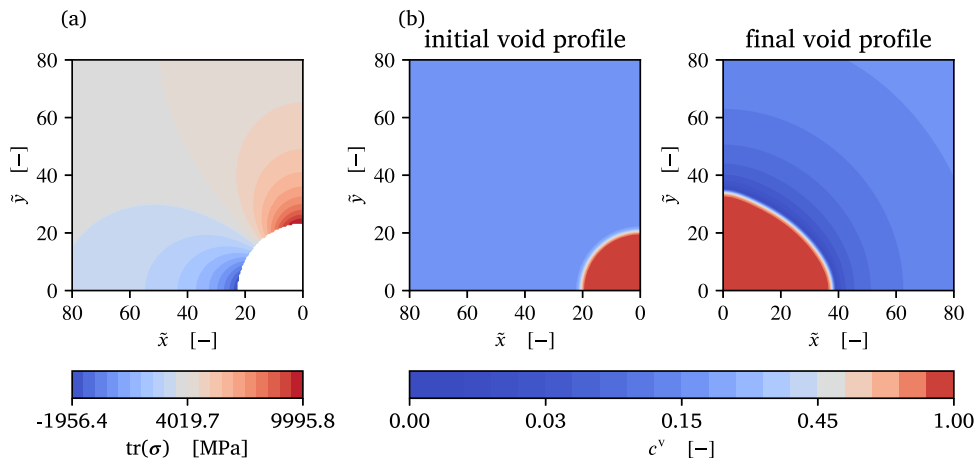 (a)
(b)
initial void profile
final void profile
80
60
40
20
0
ỹ [−]
80 60 40 20 0
x̃ [−]
80
60
40
20
0
ỹ [−]
80 60 40 20 0
x̃ [−]
80
60
40
20
0
ỹ [−]
0 20 40 60 80
x̃ [−]
-1956.4 4019.7 9995.8
tr(σ) [MPa]
0.00 0.03 0.15 0.45 1.00
cᵛ [−]